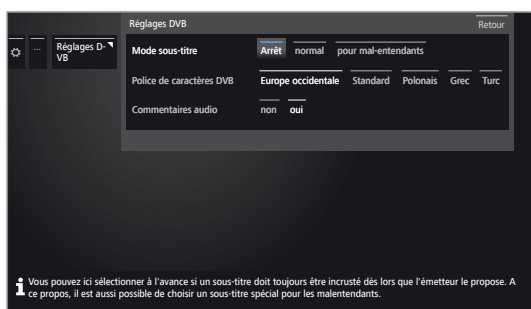 Réglages DVB Retour
... Réglages D-
VB
Mode sous-titre Arrêt normal pour mal-entendants
Police de caractères DVB Europe occidentale Standard Polonais Grec Turc
Commentaires audio non oui
Vous pouvez ici sélectionner à l'avance si un sous-titre doit toujours être incrusté dès lors que l'émetteur le propose. A
ce propos, il est aussi possible de choisir un sous-titre spécial pour les malentendants.